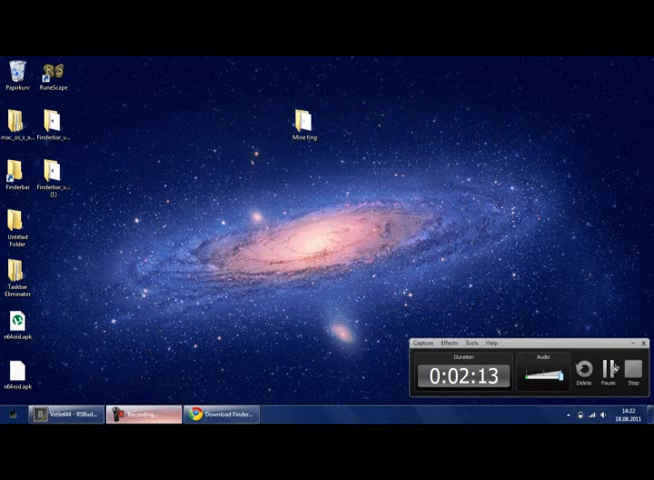 Papirkurv
RuneScape
mac_os_x_a...
Finderbar_v...
Mine ting
Finderbar
Finderbar_v...
(1)
Untitled
Folder
Taskbar
Eliminator
n64oid.apk
n64oid.apk
Capture Effects Tools Help
Duration
Audio
0:02:13
Delete
Pause
Stop
Velle444 - RSBud...
Recording...
Download Finder...
14:22
18.08.2011